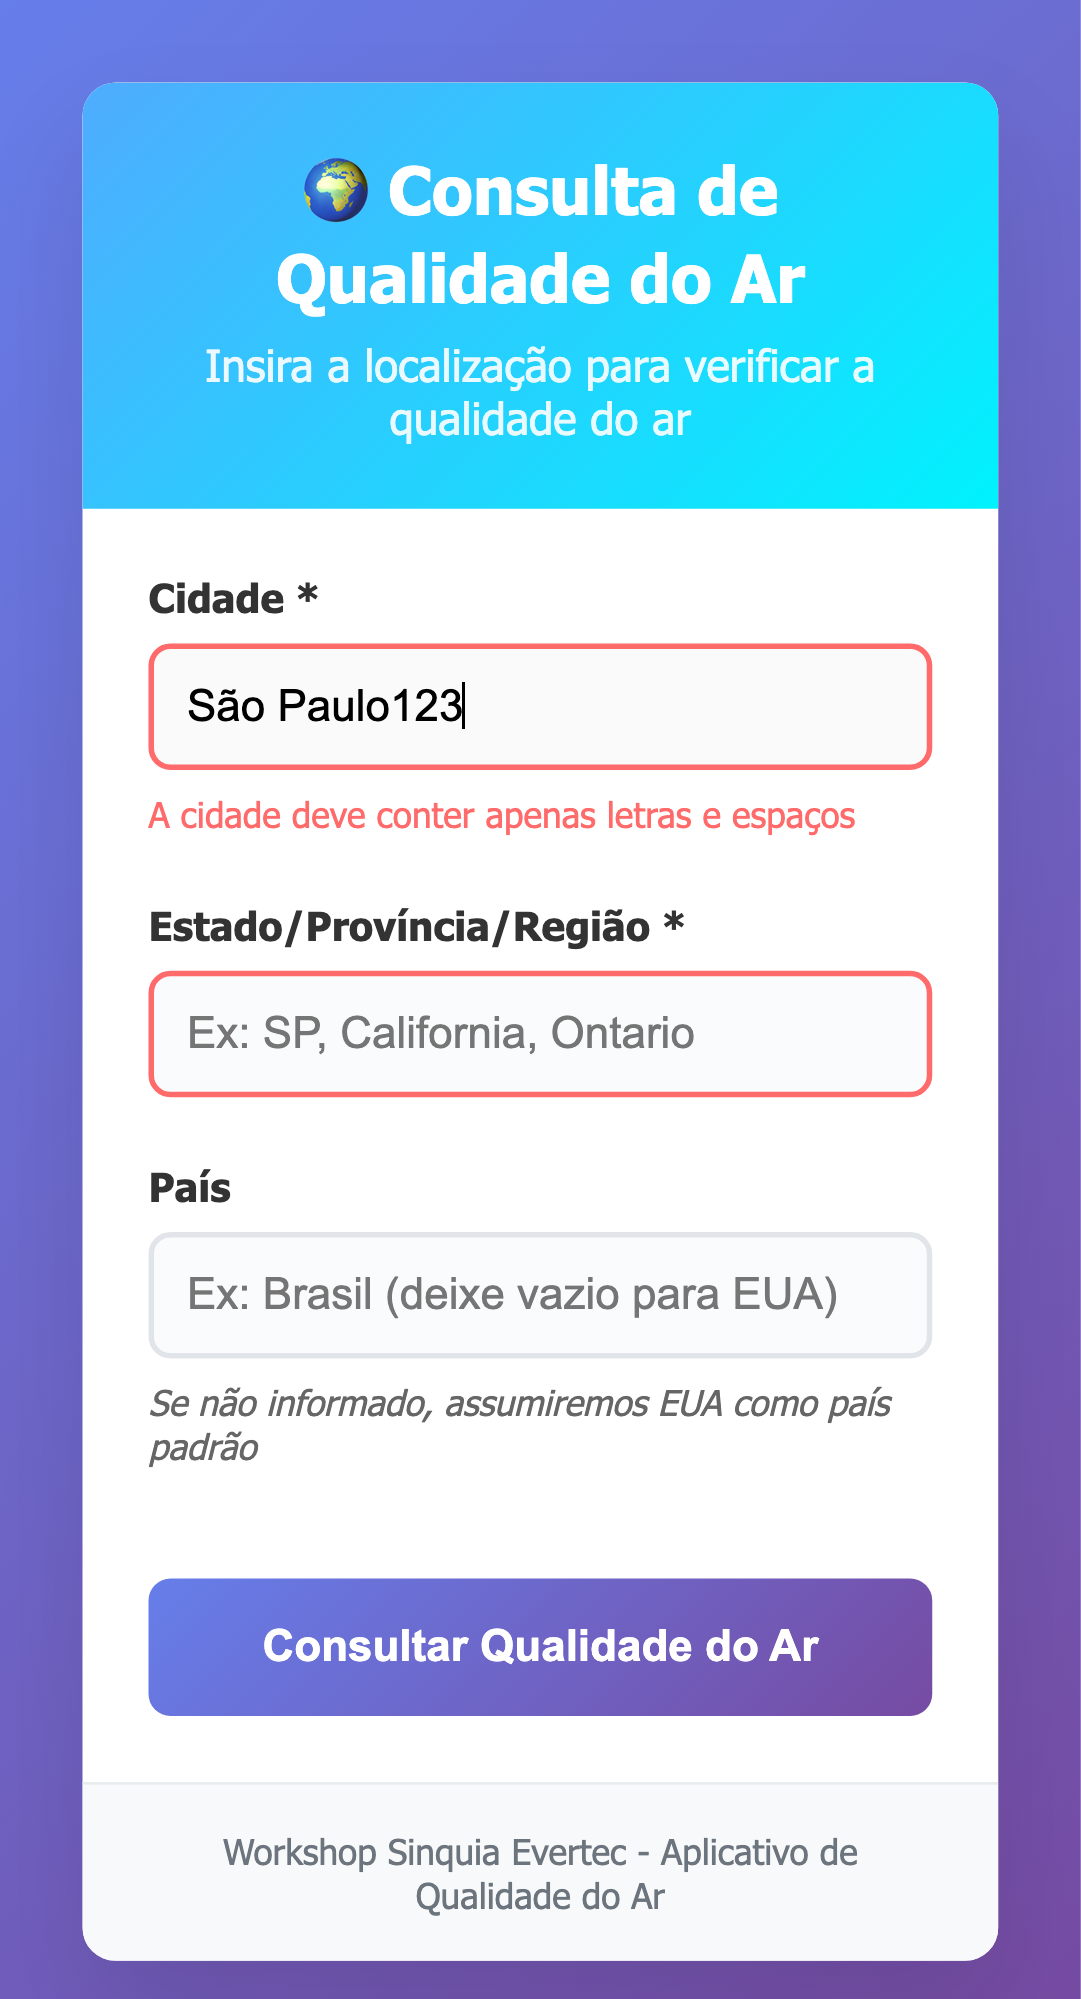 Consulta de
Qualidade do Ar
Insira a localização para verificar a
qualidade do ar
Cidade *
São Paulo123
A cidade deve conter apenas letras e espaços
Estado/Província/Região *
Ex: SP, California, Ontario
País
Ex: Brasil (deixe vazio para EUA)
Se não informado, assumiremos EUA como país
padrão
Consultar Qualidade do Ar
Workshop Sinquia Evertec - Aplicativo de
Qualidade do Ar